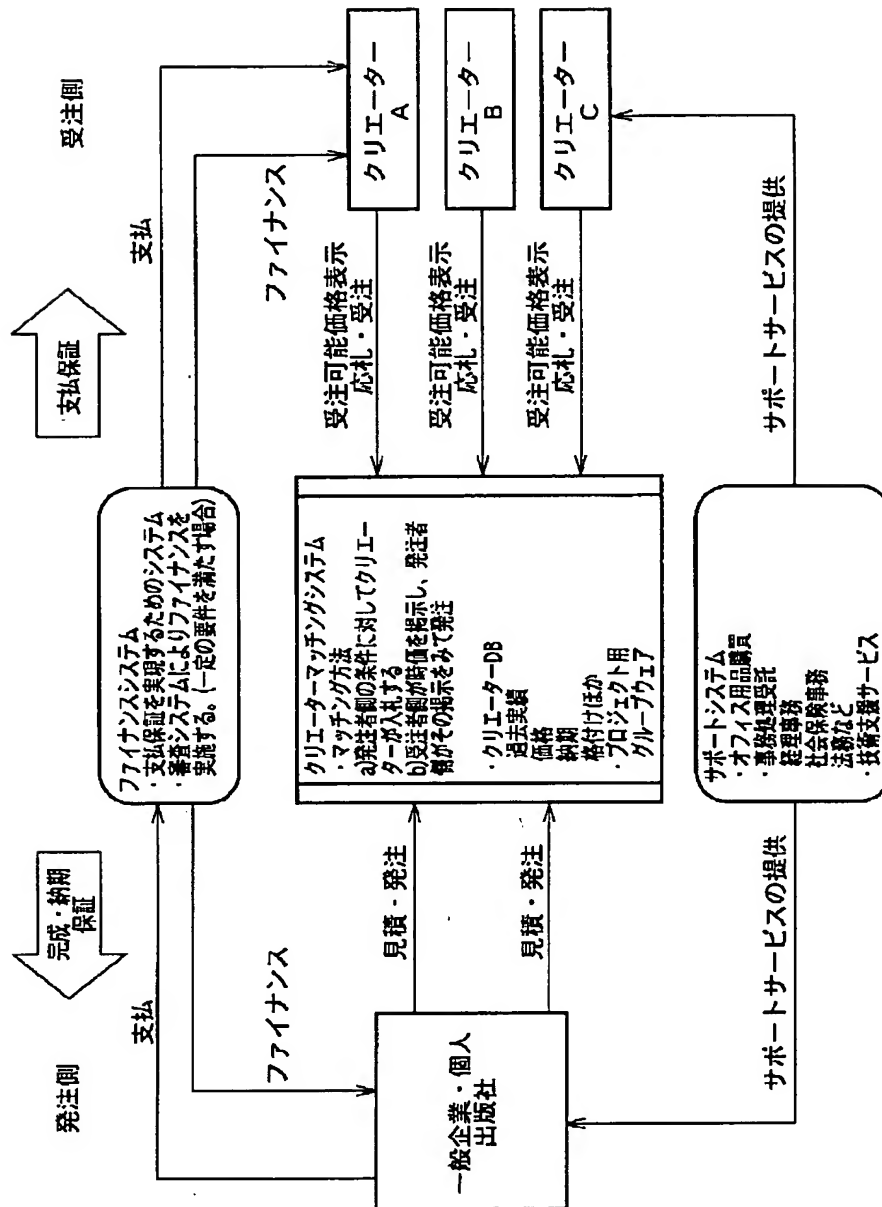 発注側
完成・納期
保証
支払保証
受注側
支払
支払
ファイナンス
ファイナンス
ファイナンスシステム
・支払保証を実現するためのシステム
・審査システムによりファイナンスを
実施する。(一定の要件を満たす場合)
一般企業・個人
出版社
見積・発注
見積・発注
クリエーターマッチングシステム
・マッチング方法
a)発生者側の条件に対してクリエー
ターが入札する
b)受注者側が時価を掲示し、発注者
側がその掲示をみて発注
・クリエーターDB
過去実績
価格
納期
格付けほか
・プロジェクト用
グループウェア
受注可能価格表示
応札・受注
受注可能価格表示
応札・受注
受注可能価格表示
応札・受注
クリエーター
A
クリエーター
B
クリエーター
C
サポートサービスの提供
サポートシステム
・オフィス用品購買
・事務処理受託
経理事務
社会保険事務
法務など
・技術支援サービス
サポートサービスの提供